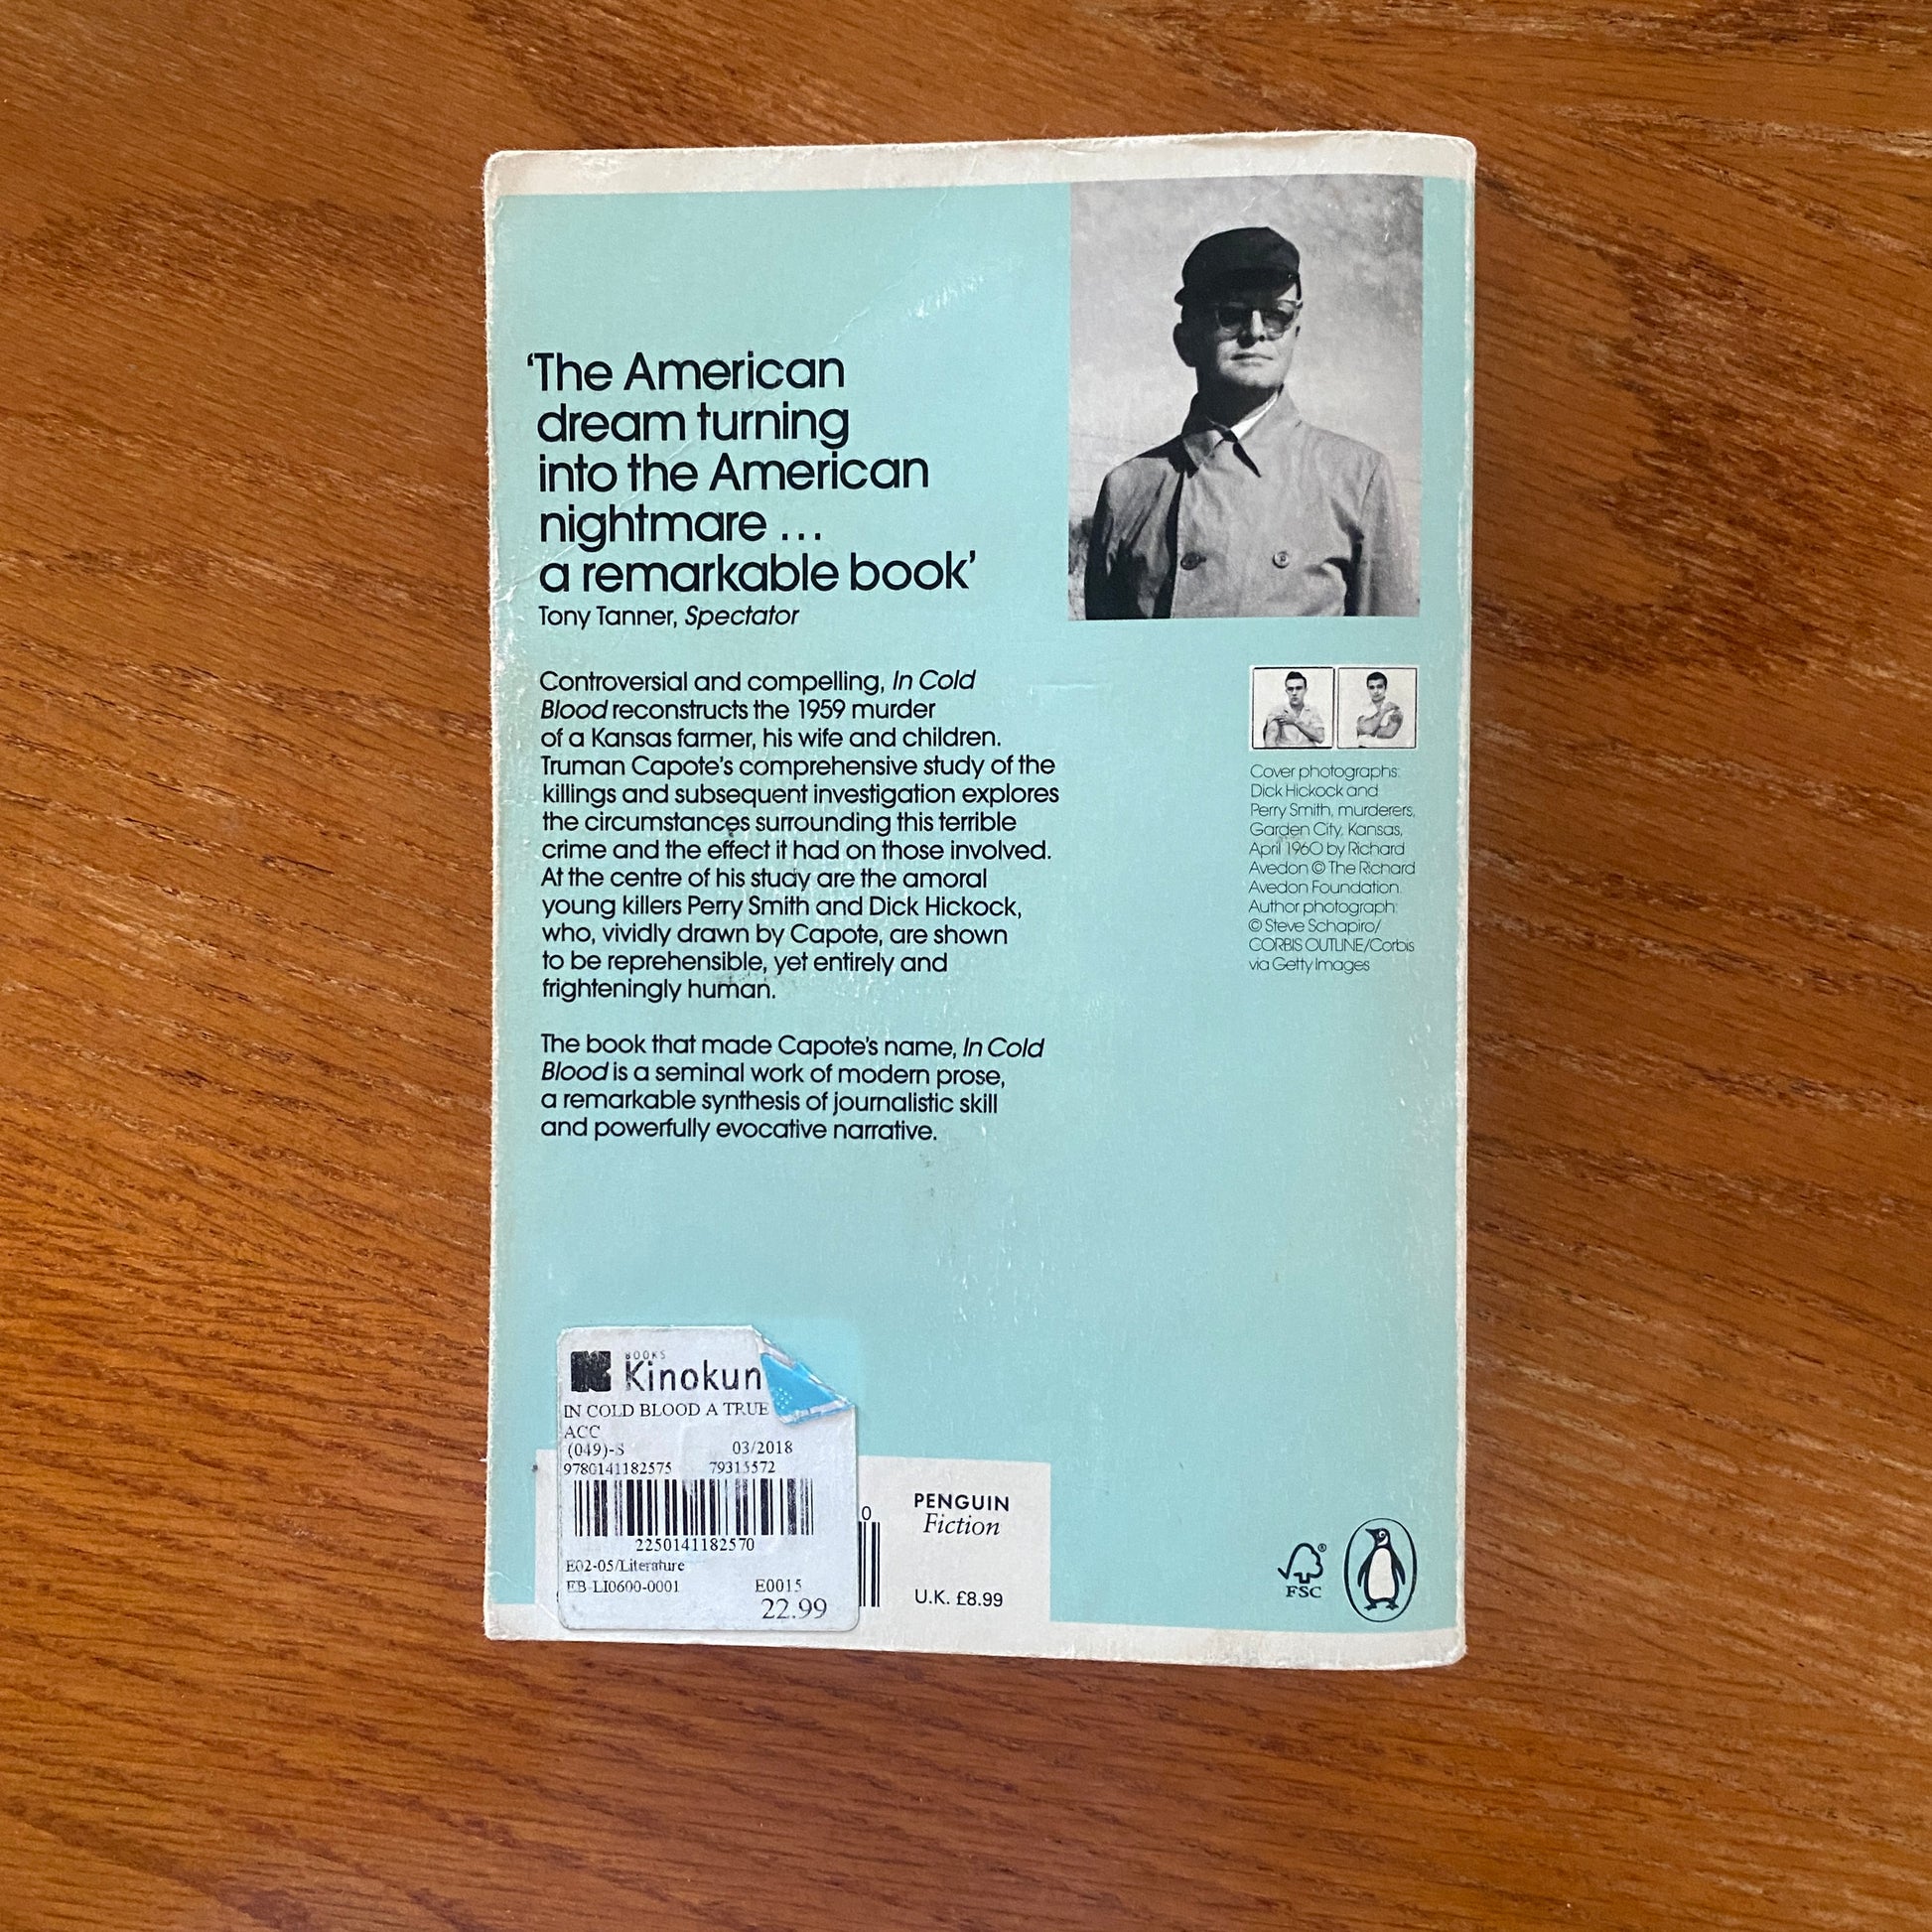 ‘The American
dream turning
into the American
nightmare ...
a remarkable book’
Tony Tanner, Spectator
Controversial and compelling, In Cold
Blood reconstructs the 1959 murder
of a Kansas farmer, his wife and children.
Truman Capote’s comprehensive study of the
killings and subsequent investigation explores
the circumstances surrounding this terrible
crime and the effect it had on those involved.
At the centre of his study are the amoral
young killers Perry Smith and Dick Hickock,
who, vividly drawn by Capote, are shown
to be reprehensible, yet entirely and
frighteningly human.
The book that made Capote’s name, In Cold
Blood is a seminal work of modern prose,
a remarkable synthesis of journalistic skill
and powerfully evocative narrative.
Cover photographs:
Dick Hickock and
Perry Smith, murderers,
Garden City, Kansas,
April 1960 by Richard
Avedon © The Richard
Avedon Foundation.
Author photograph:
© Steve Schapiro/
CORBIS OUTLINE/Corbis
via Getty Images
BOOKS
Kinokun
IN COLD BLOOD A TRUE
ACC
(049)-S 03/2018
9780141182575 79315572
2250141182570
E02-05/Literature
EB-LI0600-0001 E0015
22.99
0
PENGUIN
Fiction
U.K. £8.99
FSC
®